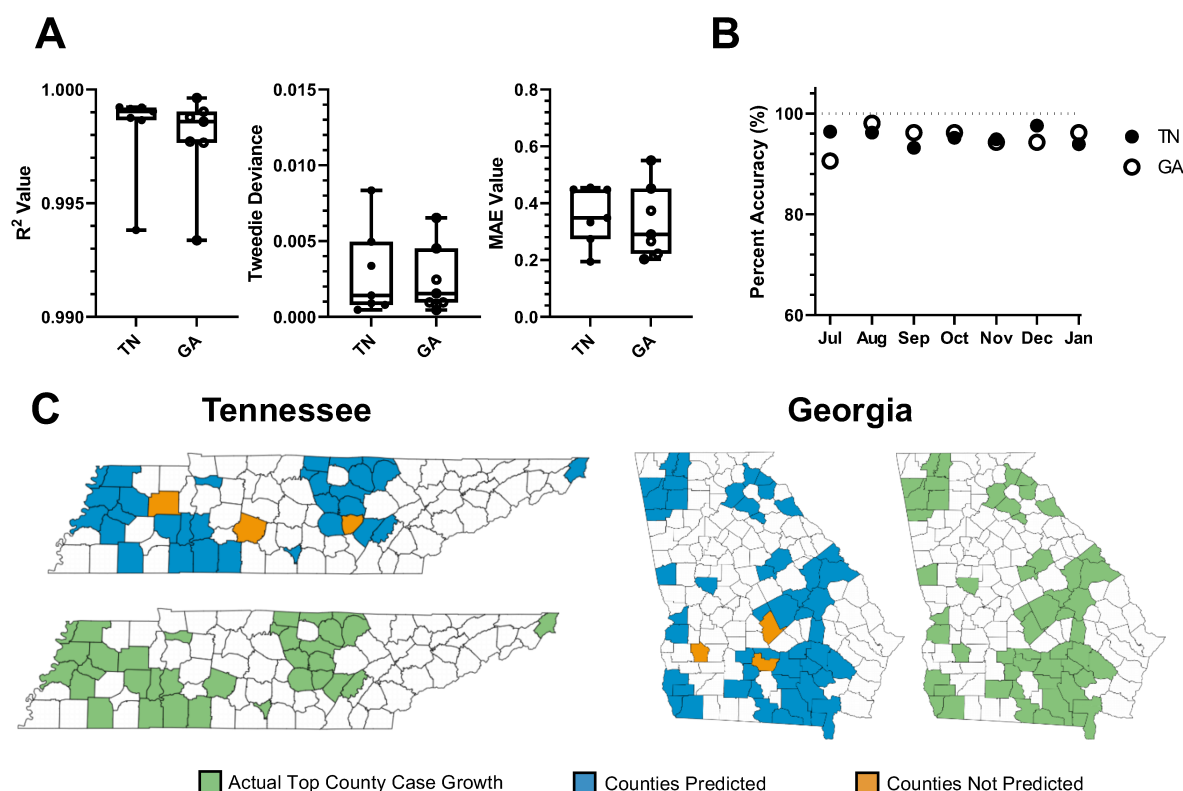 A
B
1.000
0.995
0.990
R2 Value
TN
GA
0.015
0.010
0.005
0.000
Tweedie Deviance
TN
GA
0.8
0.6
0.4
0.2
0.0
MAE Value
TN
GA
100
80
60
Percent Accuracy (%)
Jul Aug Sep Oct Nov Dec Jan
TN
GA
C
Tennessee
Georgia
Actual Top County Case Growth
Counties Predicted
Counties Not Predicted